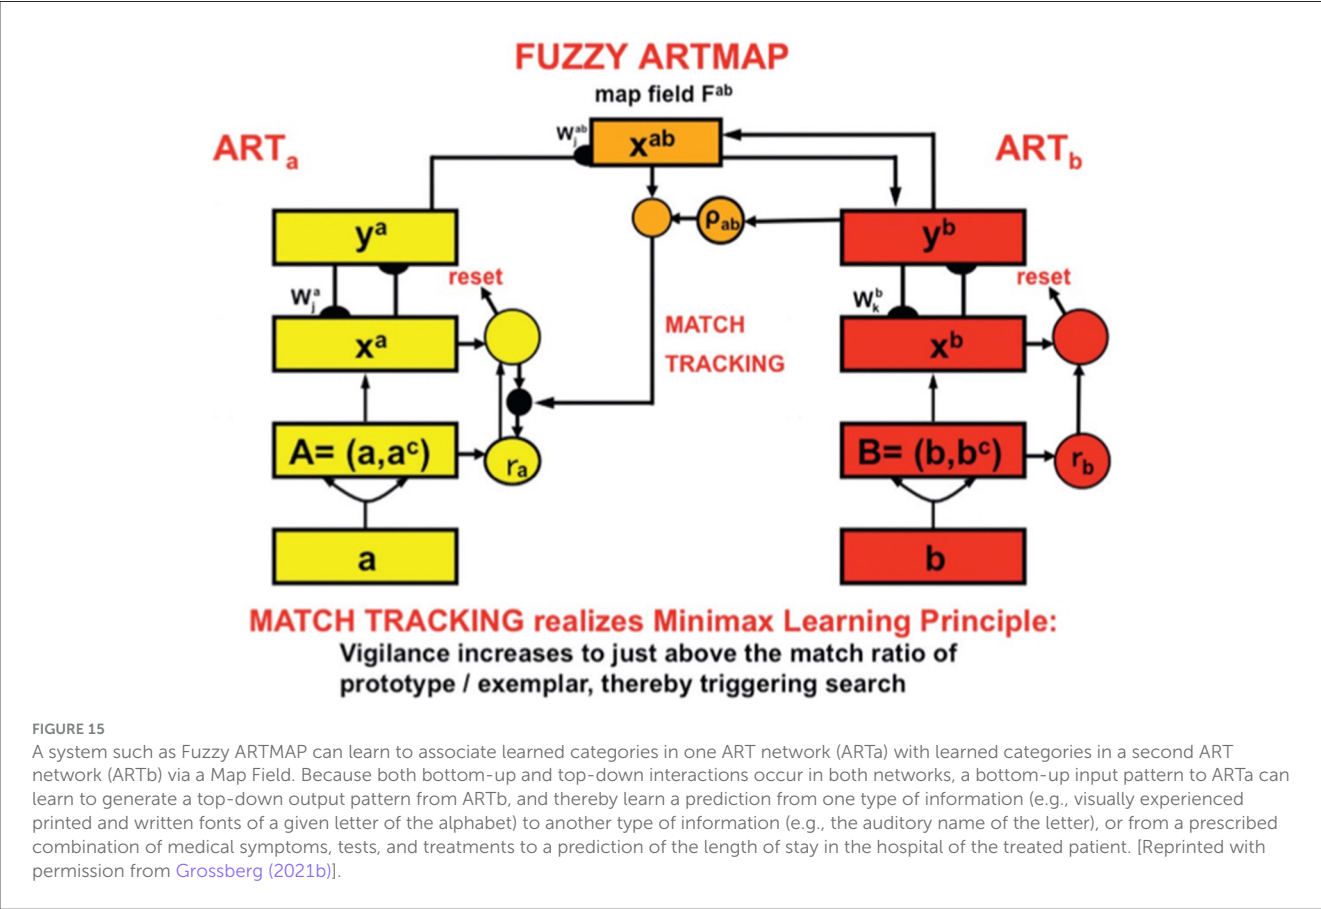 FUZZY ARTMAP
map field Fᵃᵇ
ARTₐ
Wⱼᵃᵇ
xᵃᵇ
ART_b
yᵃ
ρ_ab
yᵇ
reset
reset
Wⱼᵃ
W_kᵇ
xᵃ
MATCH
TRACKING
xᵇ
A= (a,aᶜ)
rₐ
B= (b,bᶜ)
r_b
a
b
MATCH TRACKING realizes Minimax Learning Principle:
Vigilance increases to just above the match ratio of
prototype / exemplar, thereby triggering search
FIGURE 15
A system such as Fuzzy ARTMAP can learn to associate learned categories in one ART network (ARTa) with learned categories in a second ART
network (ARTb) via a Map Field. Because both bottom-up and top-down interactions occur in both networks, a bottom-up input pattern to ARTa can
learn to generate a top-down output pattern from ARTb, and thereby learn a prediction from one type of information (e.g., visually experienced
printed and written fonts of a given letter of the alphabet) to another type of information (e.g., the auditory name of the letter), or from a prescribed
combination of medical symptoms, tests, and treatments to a prediction of the length of stay in the hospital of the treated patient. [Reprinted with
permission from Grossberg (2021b)].